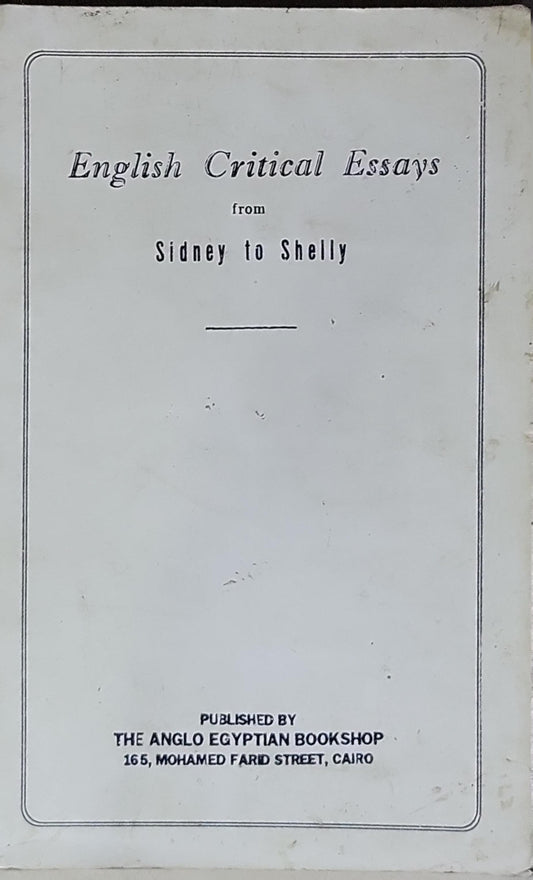 English Critical Essays
from
Sidney to Shelly
PUBLISHED BY
THE ANGLO EGYPTIAN BOOKSHOP
165, MOHAMED FARID STREET, CAIRO